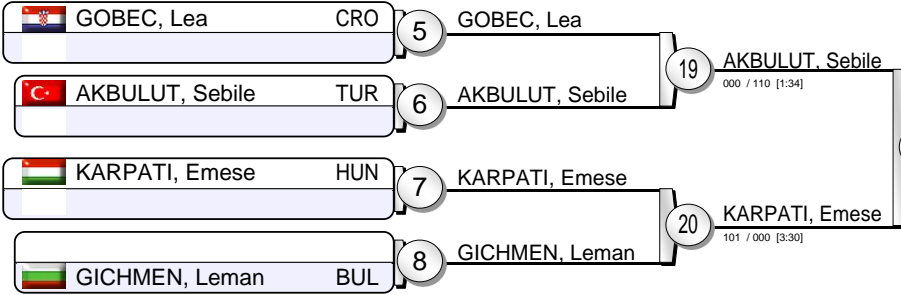 GOBEC, Lea CRO
5
GOBEC, Lea
AKBULUT, Sebile TUR
6
AKBULUT, Sebile
19
AKBULUT, Sebile
000 / 110 [1:34]
KARPATI, Emese HUN
7
KARPATI, Emese
GICHMEN, Leman BUL
8
GICHMEN, Leman
20
KARPATI, Emese
101 / 000 [3:30]